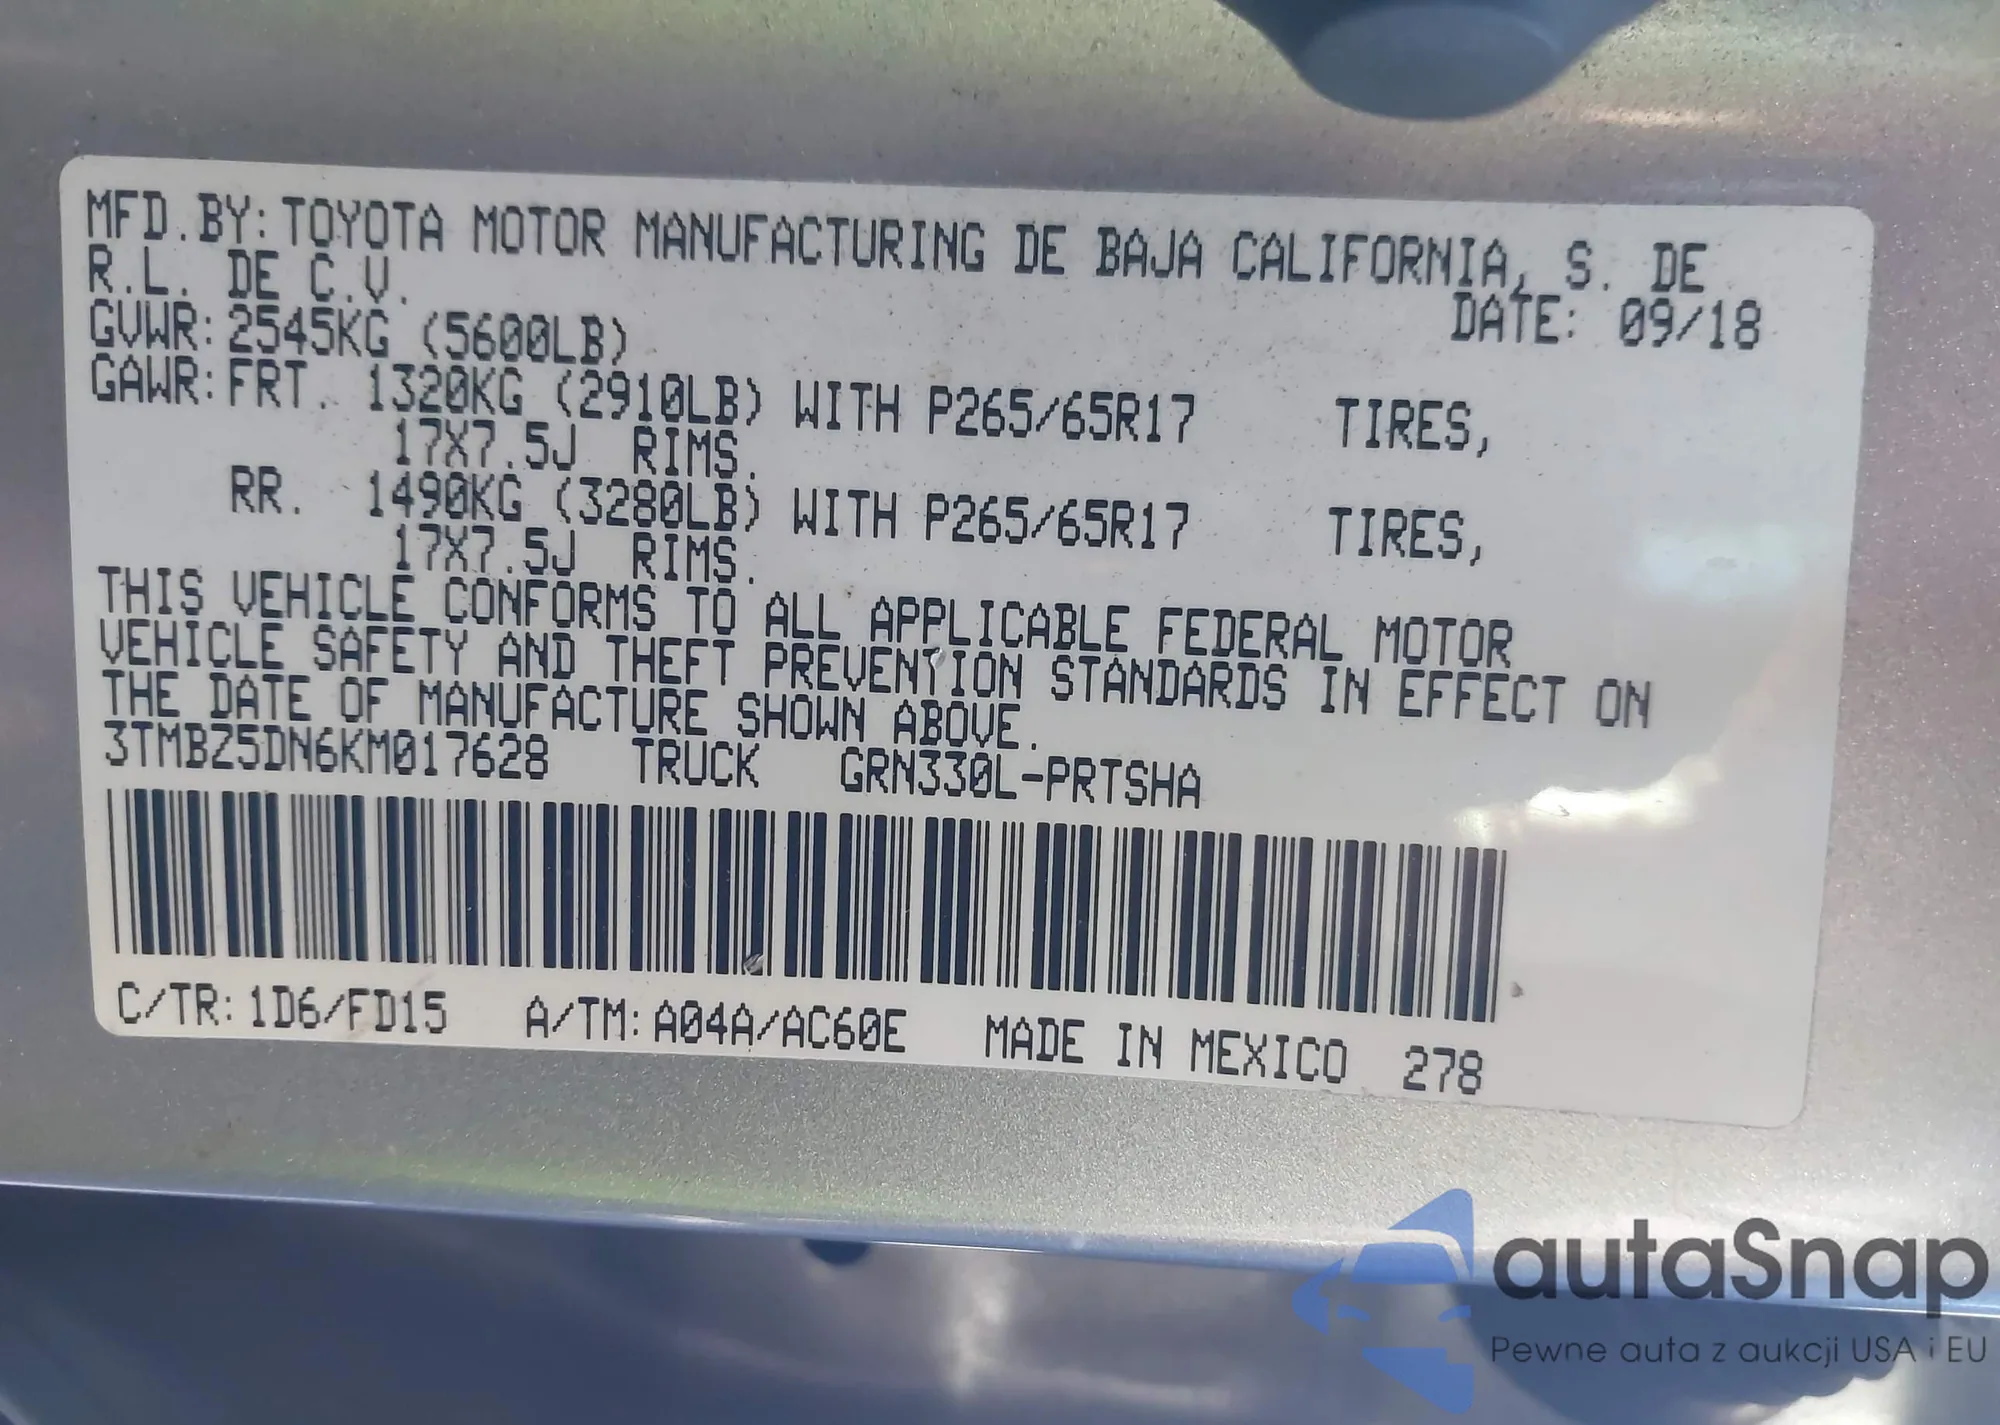 MFD.BY: TOYOTA MOTOR MANUFACTURING DE BAJA CALIFORNIA, S. DE
R.L. DE C.V.
DATE: 09/18
GVWR: 2545KG (5600LB)
GAWR: FRT. 1320KG (2910LB) WITH P265/65R17 TIRES,
17X7.5J RIMS.
RR. 1490KG (3280LB) WITH P265/65R17 TIRES,
17X7.5J RIMS.
THIS VEHICLE CONFORMS TO ALL APPLICABLE FEDERAL MOTOR
VEHICLE SAFETY AND THEFT PREVENTION STANDARDS IN EFFECT ON
THE DATE OF MANUFACTURE SHOWN ABOVE.
3TMBZ5DN6KM017628 TRUCK GRN330L-PRTSHA
C/TR: 1D6/FD15 A/TM: A04A/AC60E MADE IN MEXICO 278
autaSnap
Pewne auta z aukcji USA i EU